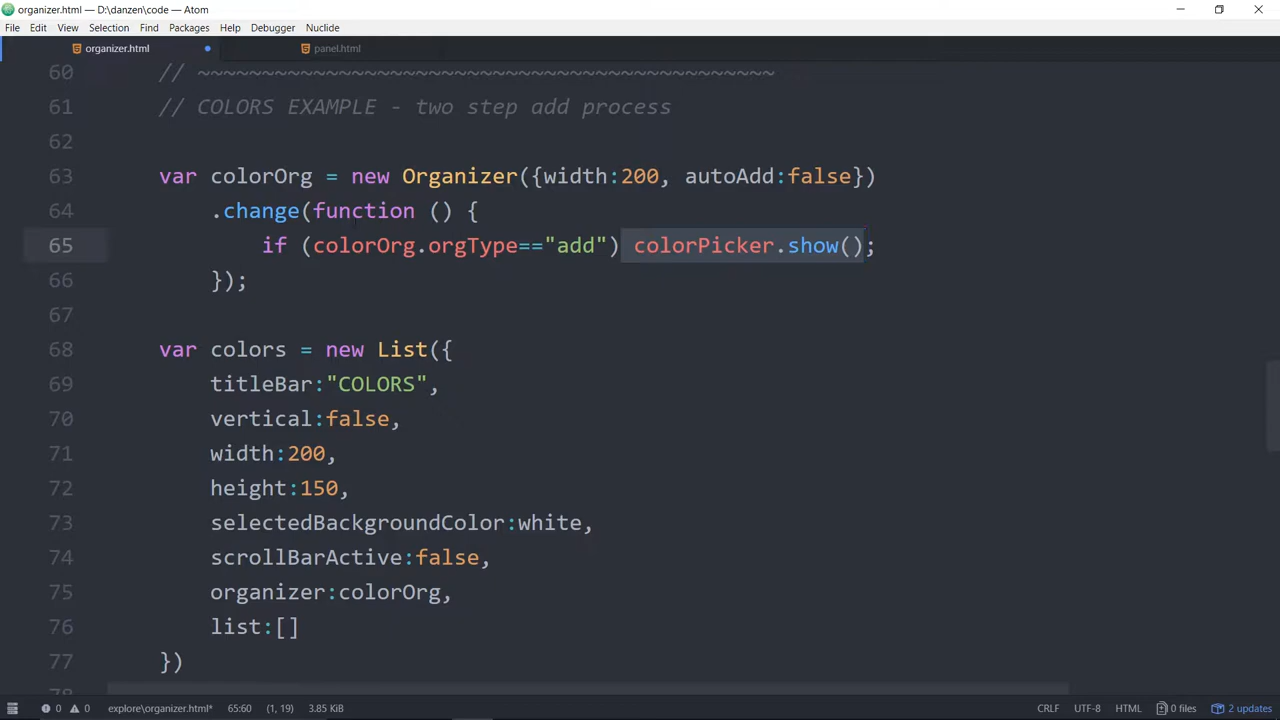 organizer.html — D:\danzen\code — Atom
File Edit View Selection Find Packages Help Debugger Nuclide
organizer.html panel.html
60 // ~~~~~~~~~~~~~~~~~~~~~~~~~~~~~~~~~~~~~~~~~~~~~
61 // COLORS EXAMPLE - two step add process
62
63 var colorOrg = new Organizer({width:200, autoAdd:false})
64 .change(function () {
65 if (colorOrg.orgType=="add") colorPicker.show();
66 });
67
68 var colors = new List({
69 titleBar:"COLORS",
70 vertical:false,
71 width:200,
72 height:150,
73 selectedBackgroundColor:white,
74 scrollBarActive:false,
75 organizer:colorOrg,
76 list:[]
77 })
78
0 0 explore\organizer.html* 65:60 (1, 19) 3.85 KiB CRLF UTF-8 HTML 0 files 2 updates